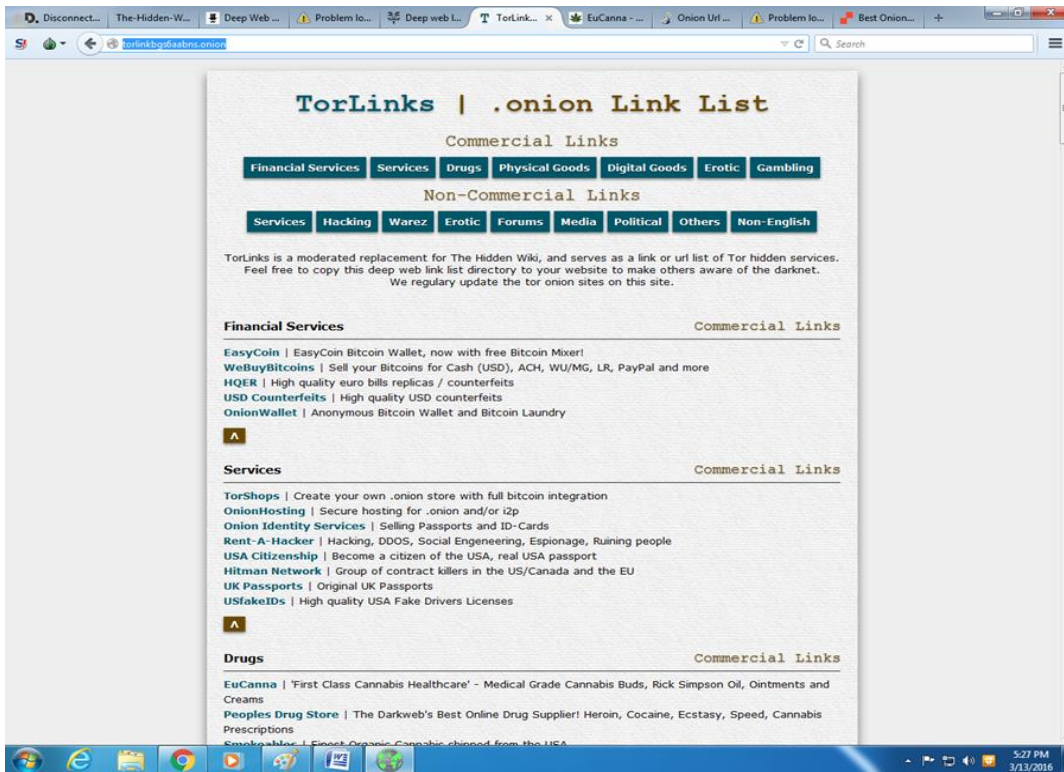 Disconnect...
The-Hidden-W...
Deep Web ...
Problem lo...
Deep web l...
TorLink...
EuCanna - ...
Onion Url ...
Problem lo...
Best Onion...
torlinkbgs6aabns.onion
Search
TorLinks | .onion Link List
Commercial Links
Financial Services Services Drugs Physical Goods Digital Goods Erotic Gambling
Non-Commercial Links
Services Hacking Warez Erotic Forums Media Political Others Non-English
TorLinks is a moderated replacement for The Hidden Wiki, and serves as a link or url list of Tor hidden services.
Feel free to copy this deep web link list directory to your website to make others aware of the darknet.
We regulary update the tor onion sites on this site.
Financial Services Commercial Links
EasyCoin | EasyCoin Bitcoin Wallet, now with free Bitcoin Mixer!
WeBuyBitcoins | Sell your Bitcoins for Cash (USD), ACH, WU/MG, LR, PayPal and more
HQER | High quality euro bills replicas / counterfeits
USD Counterfeits | High quality USD counterfeits
OnionWallet | Anonymous Bitcoin Wallet and Bitcoin Laundry
Services Commercial Links
TorShops | Create your own .onion store with full bitcoin integration
OnionHosting | Secure hosting for .onion and/or i2p
Onion Identity Services | Selling Passports and ID-Cards
Rent-A-Hacker | Hacking, DDOS, Social Engeneering, Espionage, Ruining people
USA Citizenship | Become a citizen of the USA, real USA passport
Hitman Network | Group of contract killers in the US/Canada and the EU
UK Passports | Original UK Passports
USfakeIDs | High quality USA Fake Drivers Licenses
Drugs Commercial Links
EuCanna | 'First Class Cannabis Healthcare' - Medical Grade Cannabis Buds, Rick Simpson Oil, Ointments and
Creams
Peoples Drug Store | The Darkweb's Best Online Drug Supplier! Heroin, Cocaine, Ecstasy, Speed, Cannabis
Prescriptions
Smokeables | Finest Organic Cannabis shipped from the USA
5:27 PM
3/13/2016